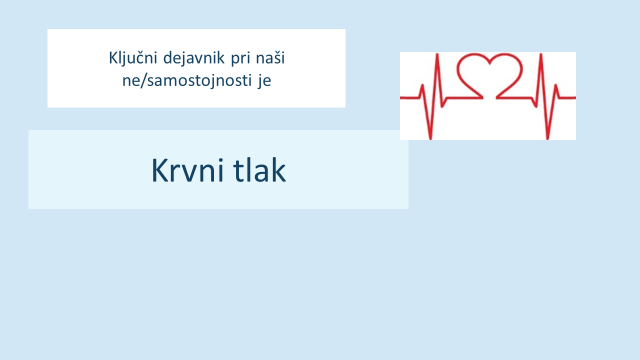 Ključni dejavnik pri naši
ne/samostojnosti je
Krvni tlak